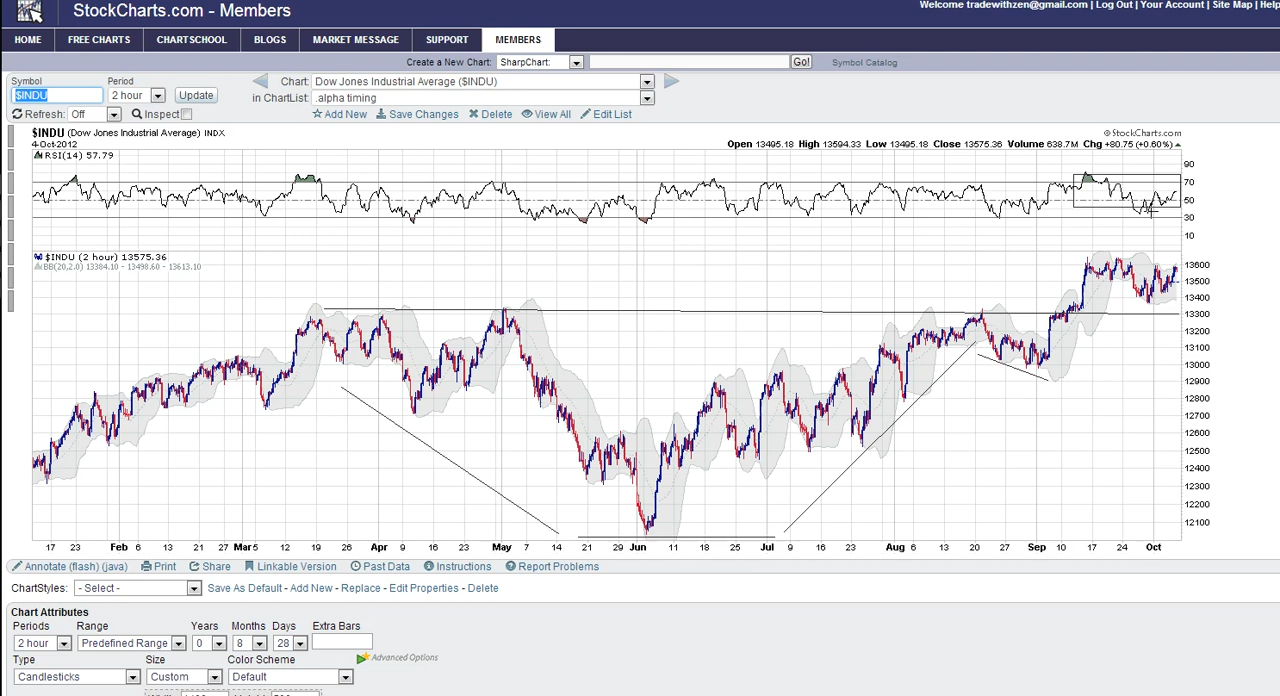 StockCharts.com - Members
Welcome tradewithzen@gmail.com | Log Out | Your Account | Site Map | Help
HOME FREE CHARTS CHARTSCHOOL BLOGS MARKET MESSAGE SUPPORT MEMBERS
Create a New Chart: SharpChart: Go! Symbol Catalog
Symbol Period Chart: Dow Jones Industrial Average ($INDU)
$INDU 2 hour Update in ChartList: .alpha timing
Refresh: Off Inspect Add New Save Changes Delete View All Edit List
$INDU (Dow Jones Industrial Average) INDX © StockCharts.com
4-Oct-2012 Open 13495.18 High 13594.33 Low 13495.18 Close 13575.36 Volume 638.7M Chg +80.75 (+0.60%)
RSI(14) 57.79
90
70
50
30
10
$INDU (2 hour) 13575.36
BB(20,2.0) 13384.10 - 13498.60 - 13613.10
13600
13500
13400
13300
13200
13100
13000
12900
12800
12700
12600
12500
12400
12300
12200
12100
17 23 Feb 6 13 21 27 Mar 5 12 19 26 Apr 9 16 23 May 7 14 21 29 Jun 11 18 25 Jul 9 16 23 Aug 6 13 20 27 Sep 10 17 24 Oct
Annotate (flash) (java) Print Share Linkable Version Past Data Instructions Report Problems
ChartStyles: - Select - Save As Default - Add New - Replace - Edit Properties - Delete
Chart Attributes
Periods Range Years Months Days Extra Bars
2 hour Predefined Range 0 8 28
Type Size Color Scheme Advanced Options
Candlesticks Custom Default